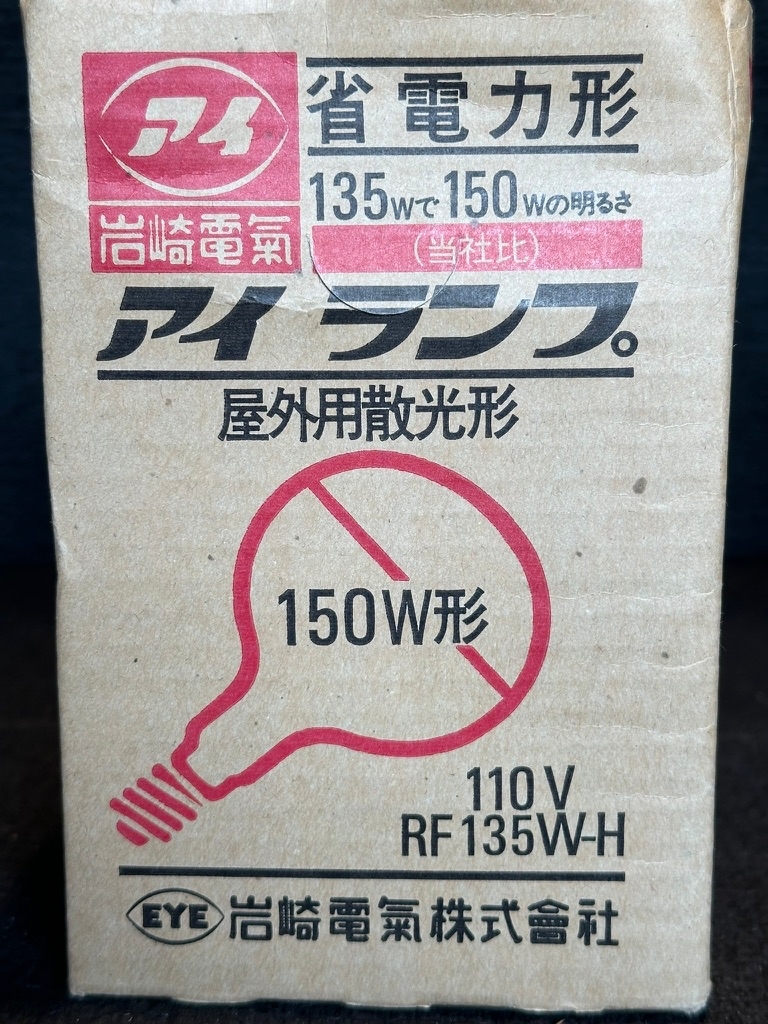 アイ
岩崎電氣
省電力形
135Wで150Wの明るさ
(当社比)
アイランプ
屋外用散光形
150W形
110V
RF135W-H
EYE 岩崎電氣株式會社